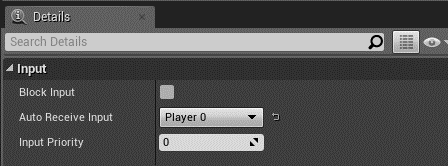 Details
Search Details
Input
Block Input
Auto Receive Input Player 0
Input Priority 0